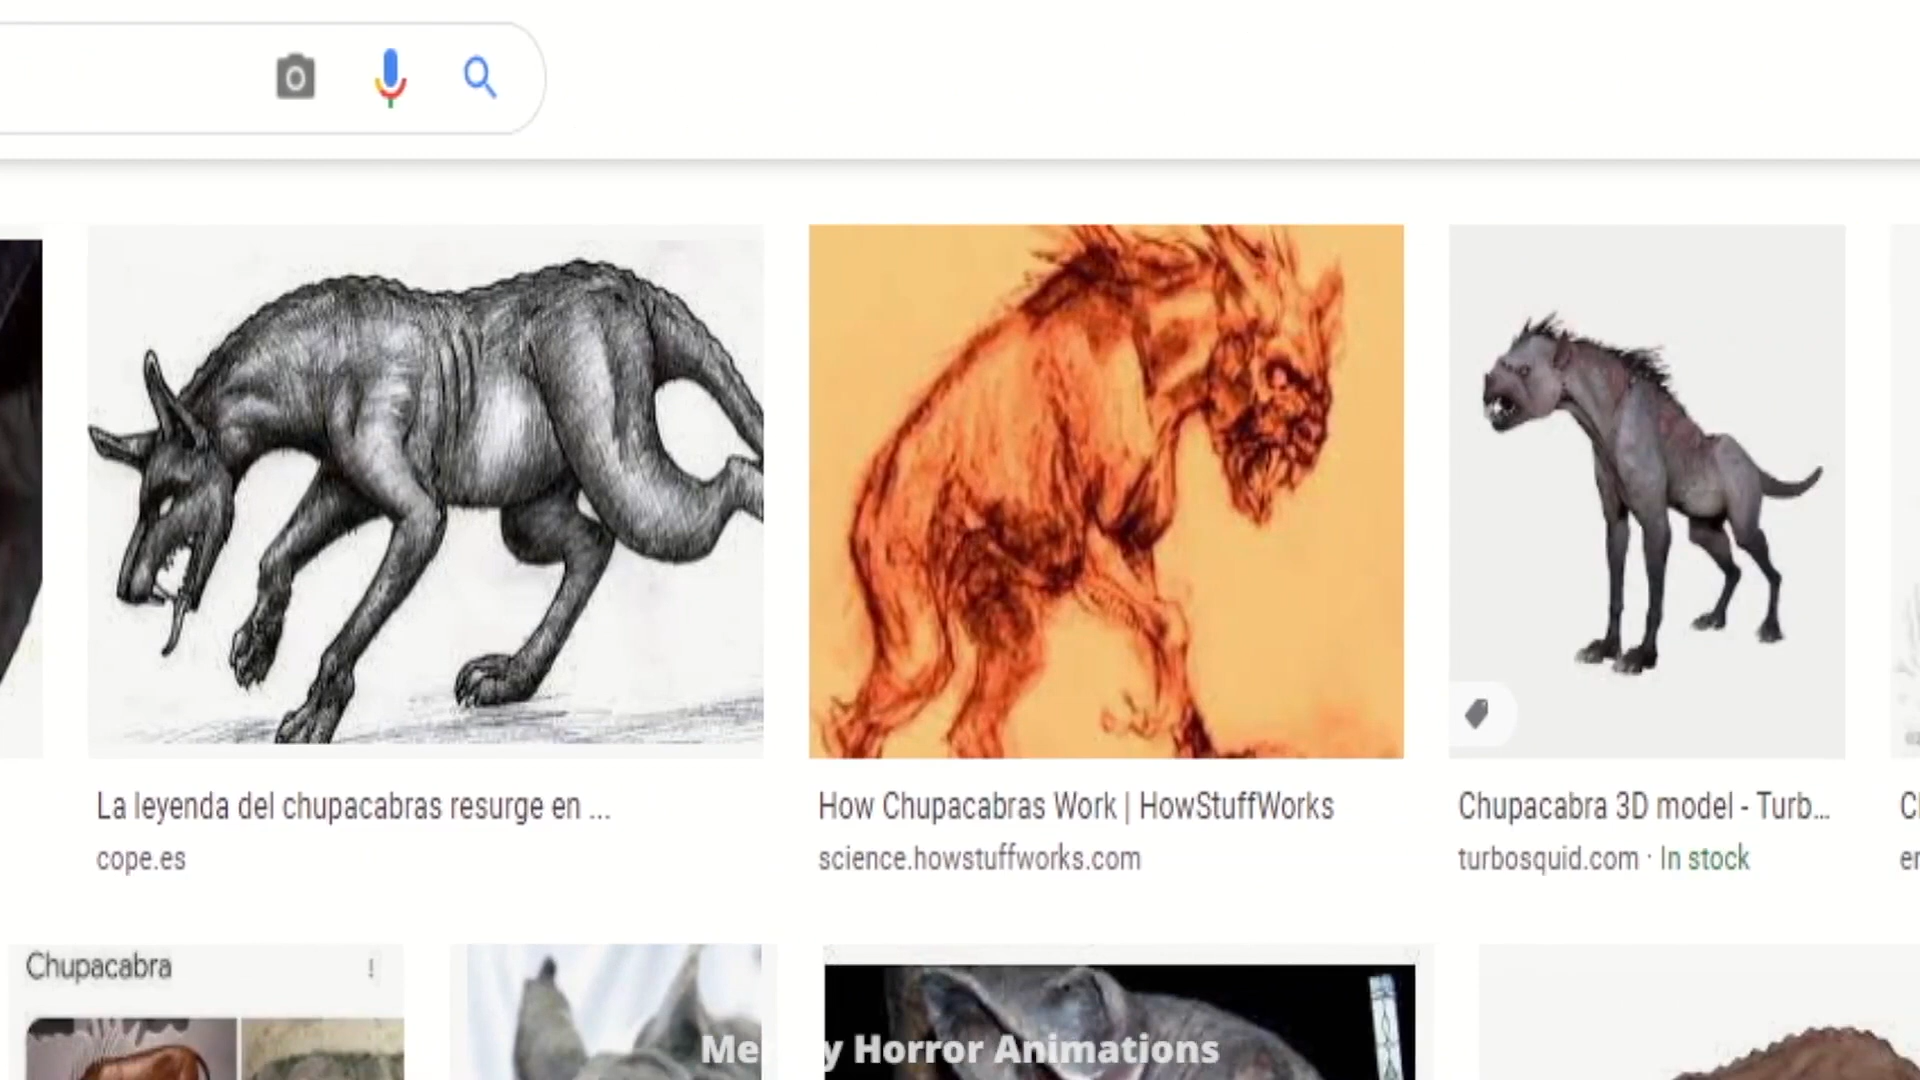 La leyenda del chupacabras resurge en ...
cope.es
How Chupacabras Work | HowStuffWorks
science.howstuffworks.com
Chupacabra 3D model - Turb...
turbosquid.com · In stock
Chupacabra
Horror Animations